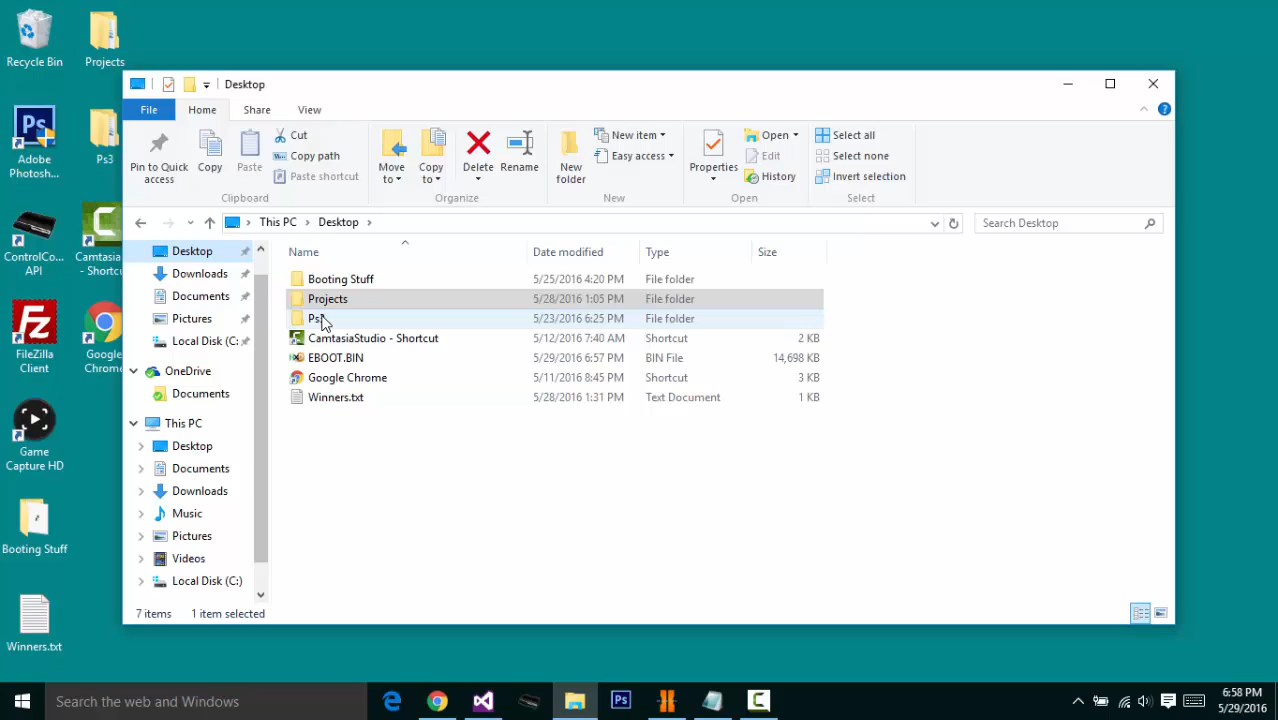 Recycle Bin
Projects
Adobe
Photosh...
Ps3
ControlCo...
API
Camtasia
- Shortc
FileZilla
Client
Google
Chrome
Game
Capture HD
Booting Stuff
Winners.txt
Desktop
File
Home
Share
View
Pin to Quick
access
Copy
Paste
Cut
Copy path
Paste shortcut
Clipboard
Move
to
Copy
to
Delete
Rename
Organize
New
folder
New item
Easy access
New
Properties
Open
Edit
History
Open
Select all
Select none
Invert selection
Select
This PC > Desktop >
Search Desktop
Desktop
Downloads
Documents
Pictures
Local Disk (C:
OneDrive
Documents
This PC
Desktop
Documents
Downloads
Music
Pictures
Videos
Local Disk (C:)
Name Date modified Type Size
Booting Stuff 5/25/2016 4:20 PM File folder
Projects 5/28/2016 1:05 PM File folder
Ps3 5/23/2016 6:25 PM File folder
CamtasiaStudio - Shortcut 5/12/2016 7:40 AM Shortcut 2 KB
EBOOT.BIN 5/29/2016 6:57 PM BIN File 14,698 KB
Google Chrome 5/11/2016 8:45 PM Shortcut 3 KB
Winners.txt 5/28/2016 1:31 PM Text Document 1 KB
7 items 1 item selected
Search the web and Windows
6:58 PM
5/29/2016